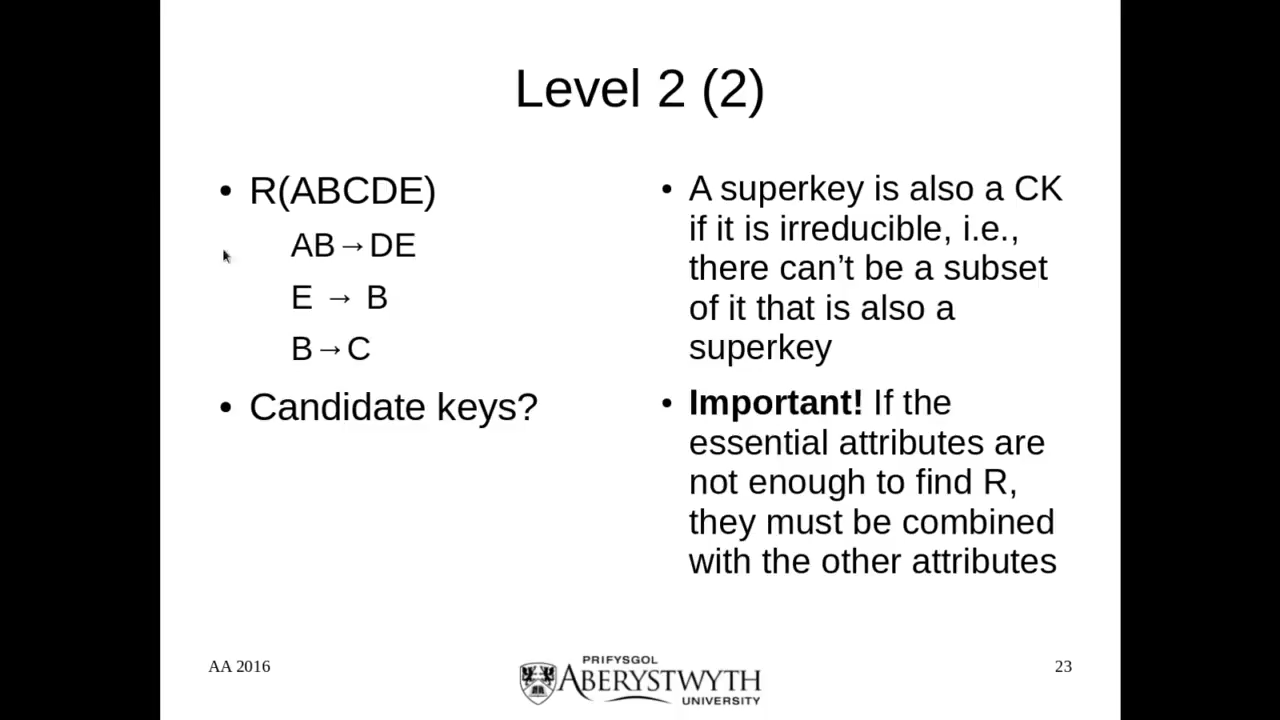 Level 2 (2)
• R(ABCDE)
AB→DE
E → B
B→C
• Candidate keys?
• A superkey is also a CK
if it is irreducible, i.e.,
there can’t be a subset
of it that is also a
superkey
• Important! If the
essential attributes are
not enough to find R,
they must be combined
with the other attributes
AA 2016
PRIFYSGOL
ABERYSTWYTH
UNIVERSITY
23